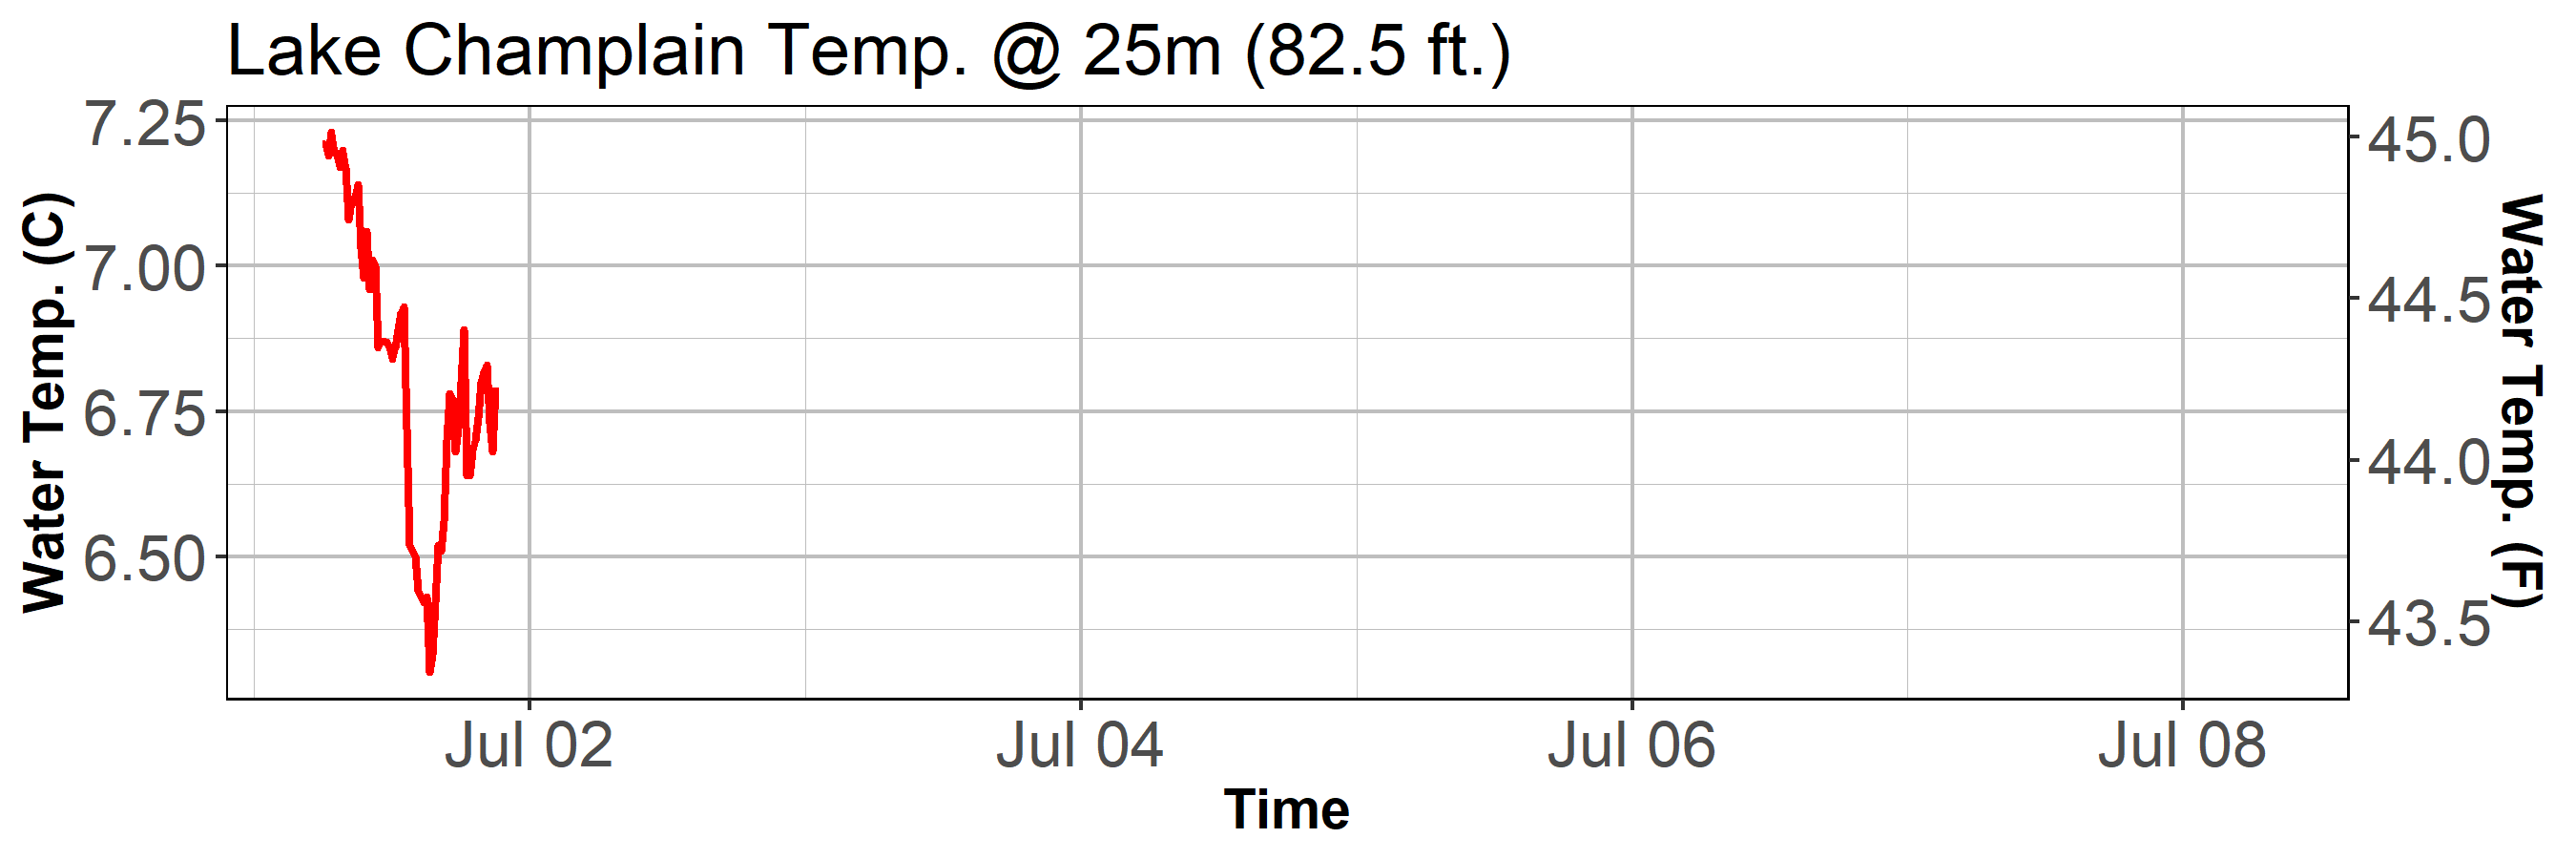 Lake Champlain Temp. @ 25m (82.5 ft.)
Water Temp. (C)
7.25
7.00
6.75
6.50
45.0
44.5
44.0
43.5
Water Temp. (F)
Jul 02
Jul 04
Jul 06
Jul 08
Time